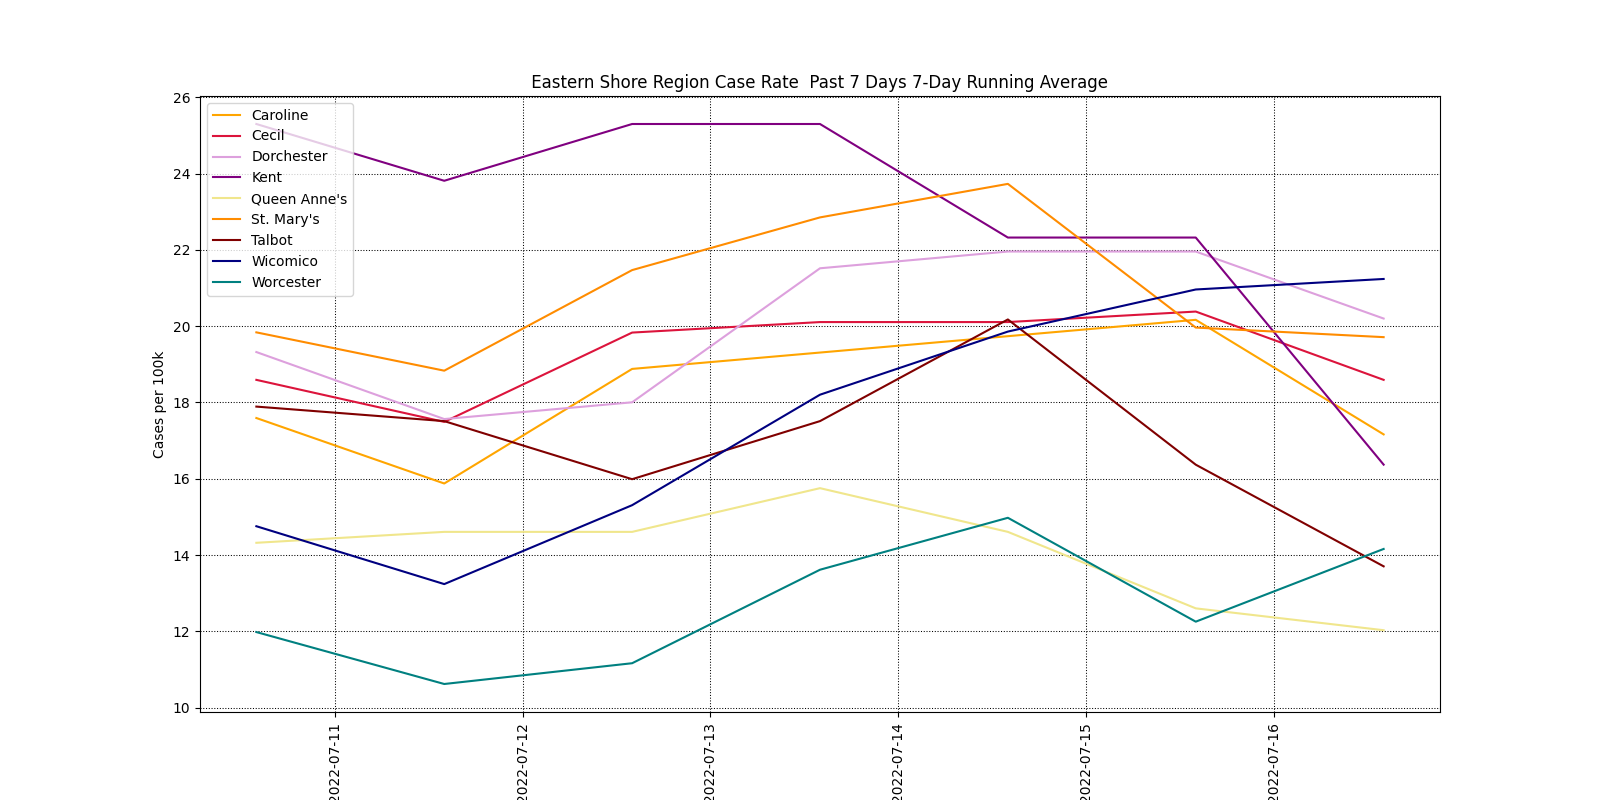 Eastern Shore Region Case Rate  Past 7 Days 7-Day Running Average
Cases per 100k
26
24
22
20
18
16
14
12
10
Caroline
Cecil
Dorchester
Kent
Queen Anne's
St. Mary's
Talbot
Wicomico
Worcester
2022-07-11
2022-07-12
2022-07-13
2022-07-14
2022-07-15
2022-07-16